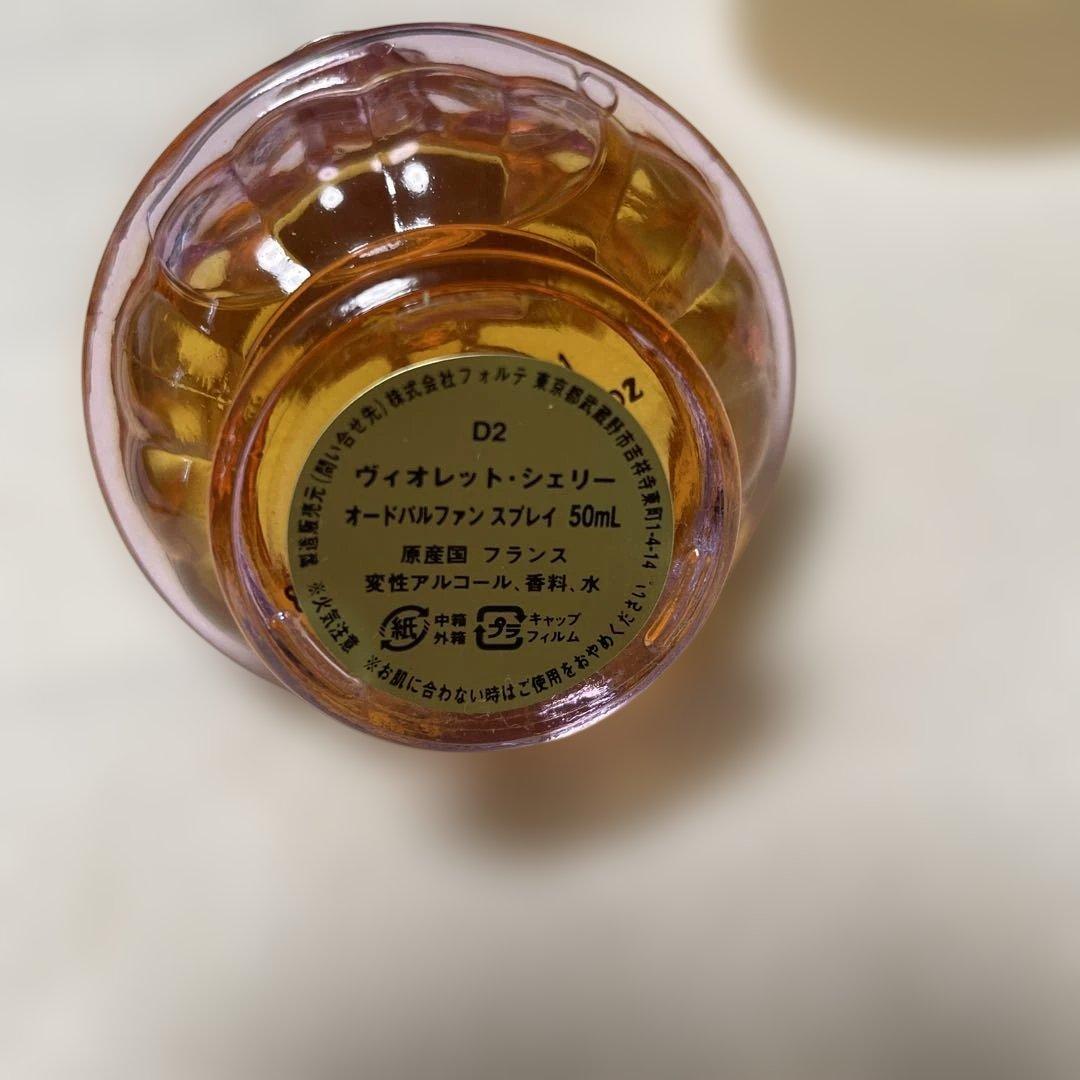 製造販売元(問い合せ先) 株式会社フォルテ 東京都武蔵野市吉祥寺東町1-4-14
D2
ヴィオレット・シェリー
オードパルファン スプレイ 50mL
原産国 フランス
変性アルコール、香料、水
紙 中箱 外箱
プラ キャップ フィルム
※火気注意 ※お肌に合わない時はご使用をおやめください。
oz